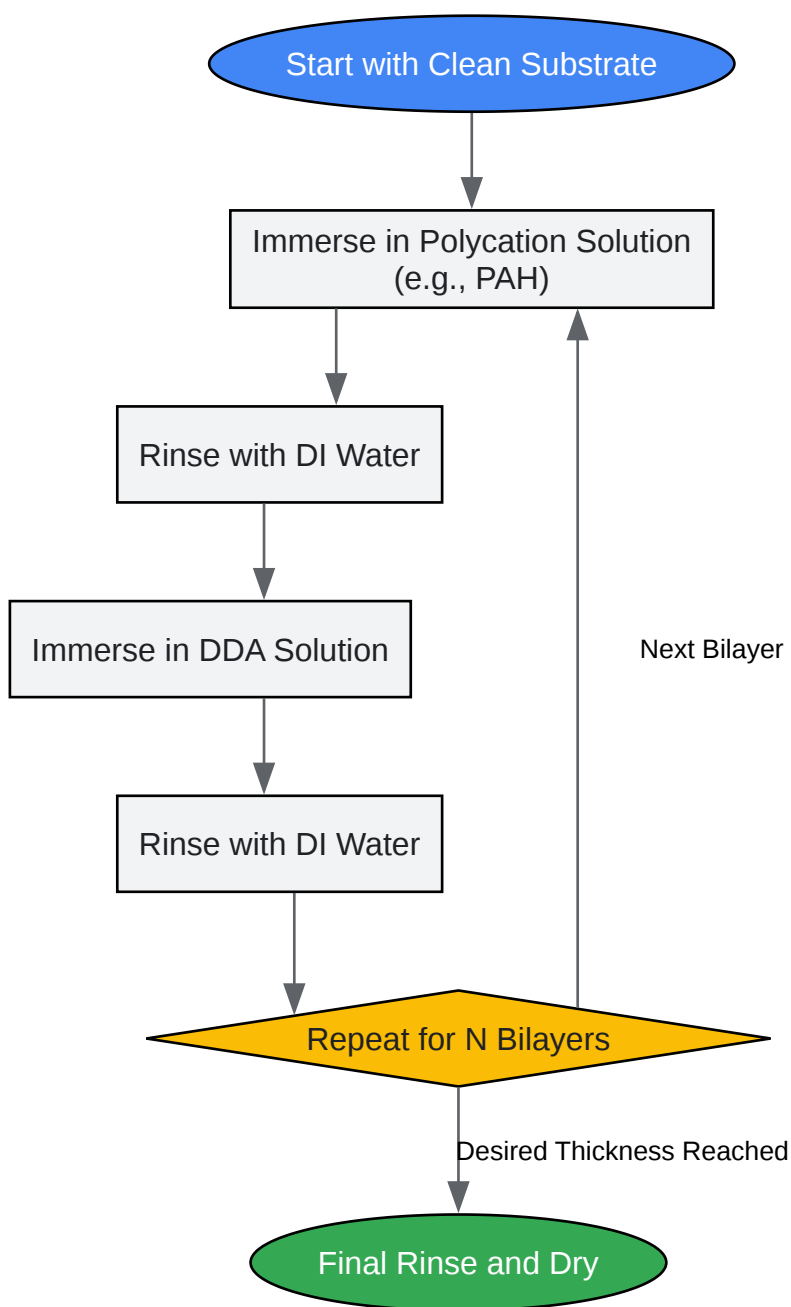 Start with Clean Substrate
Immerse in Polycation Solution
(e.g., PAH)
Rinse with DI Water
Immerse in DDA Solution
Next Bilayer
Rinse with DI Water
Repeat for N Bilayers
Desired Thickness Reached
Final Rinse and Dry